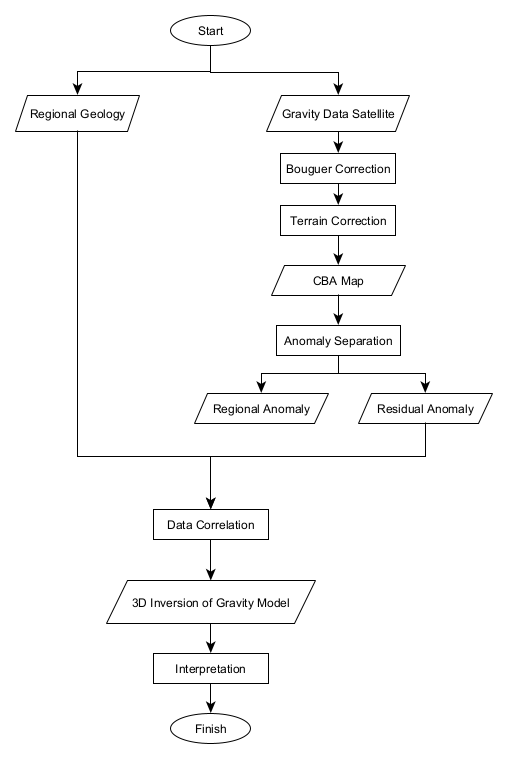 Start
Regional Geology
Gravity Data Satellite
Bouguer Correction
Terrain Correction
CBA Map
Anomaly Separation
Regional Anomaly
Residual Anomaly
Data Correlation
3D Inversion of Gravity Model
Interpretation
Finish